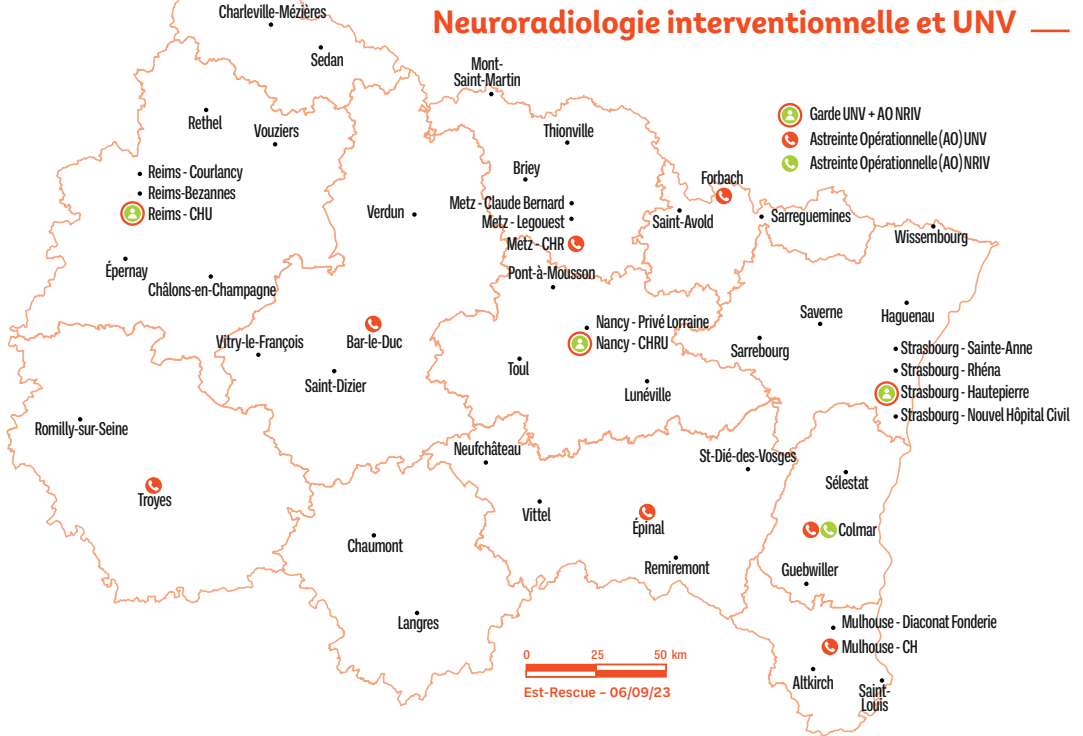 Neuroradiologie interventionnelle et UNV
Charleville-Mézières
Sedan
Mont-
Saint-Martin
Rethel
Vouziers
Thionville
Garde UNV + AO NRIV
Astreinte Opérationnelle (AO) UNV
Astreinte Opérationnelle (AO) NRIV
Reims - Courlancy
Reims-Bezannes
Reims - CHU
Briey
Forbach
Verdun
Metz - Claude Bernard
Metz - Legouest
Metz - CHR
Saint-Avold
Sarreguemines
Wissembourg
Épernay
Châlons-en-Champagne
Pont-à-Mousson
Vitry-le-François
Bar-le-Duc
Saint-Dizier
Nancy - Privé Lorraine
Nancy - CHRU
Toul
Lunéville
Saverne
Haguenau
Sarrebourg
Strasbourg - Sainte-Anne
Strasbourg - Rhéna
Strasbourg - Hautepierre
Strasbourg - Nouvel Hôpital Civil
Romilly-sur-Seine
Troyes
Neufchâteau
St-Dié-des-Vosges
Sélestat
Vittel
Épinal
Colmar
Chaumont
Remiremont
Guebwiller
Langres
Mulhouse - Diaconat Fonderie
Mulhouse - CH
Altkirch
Saint-
Louis
0 25 50 km
Est-Rescue – 06/09/23